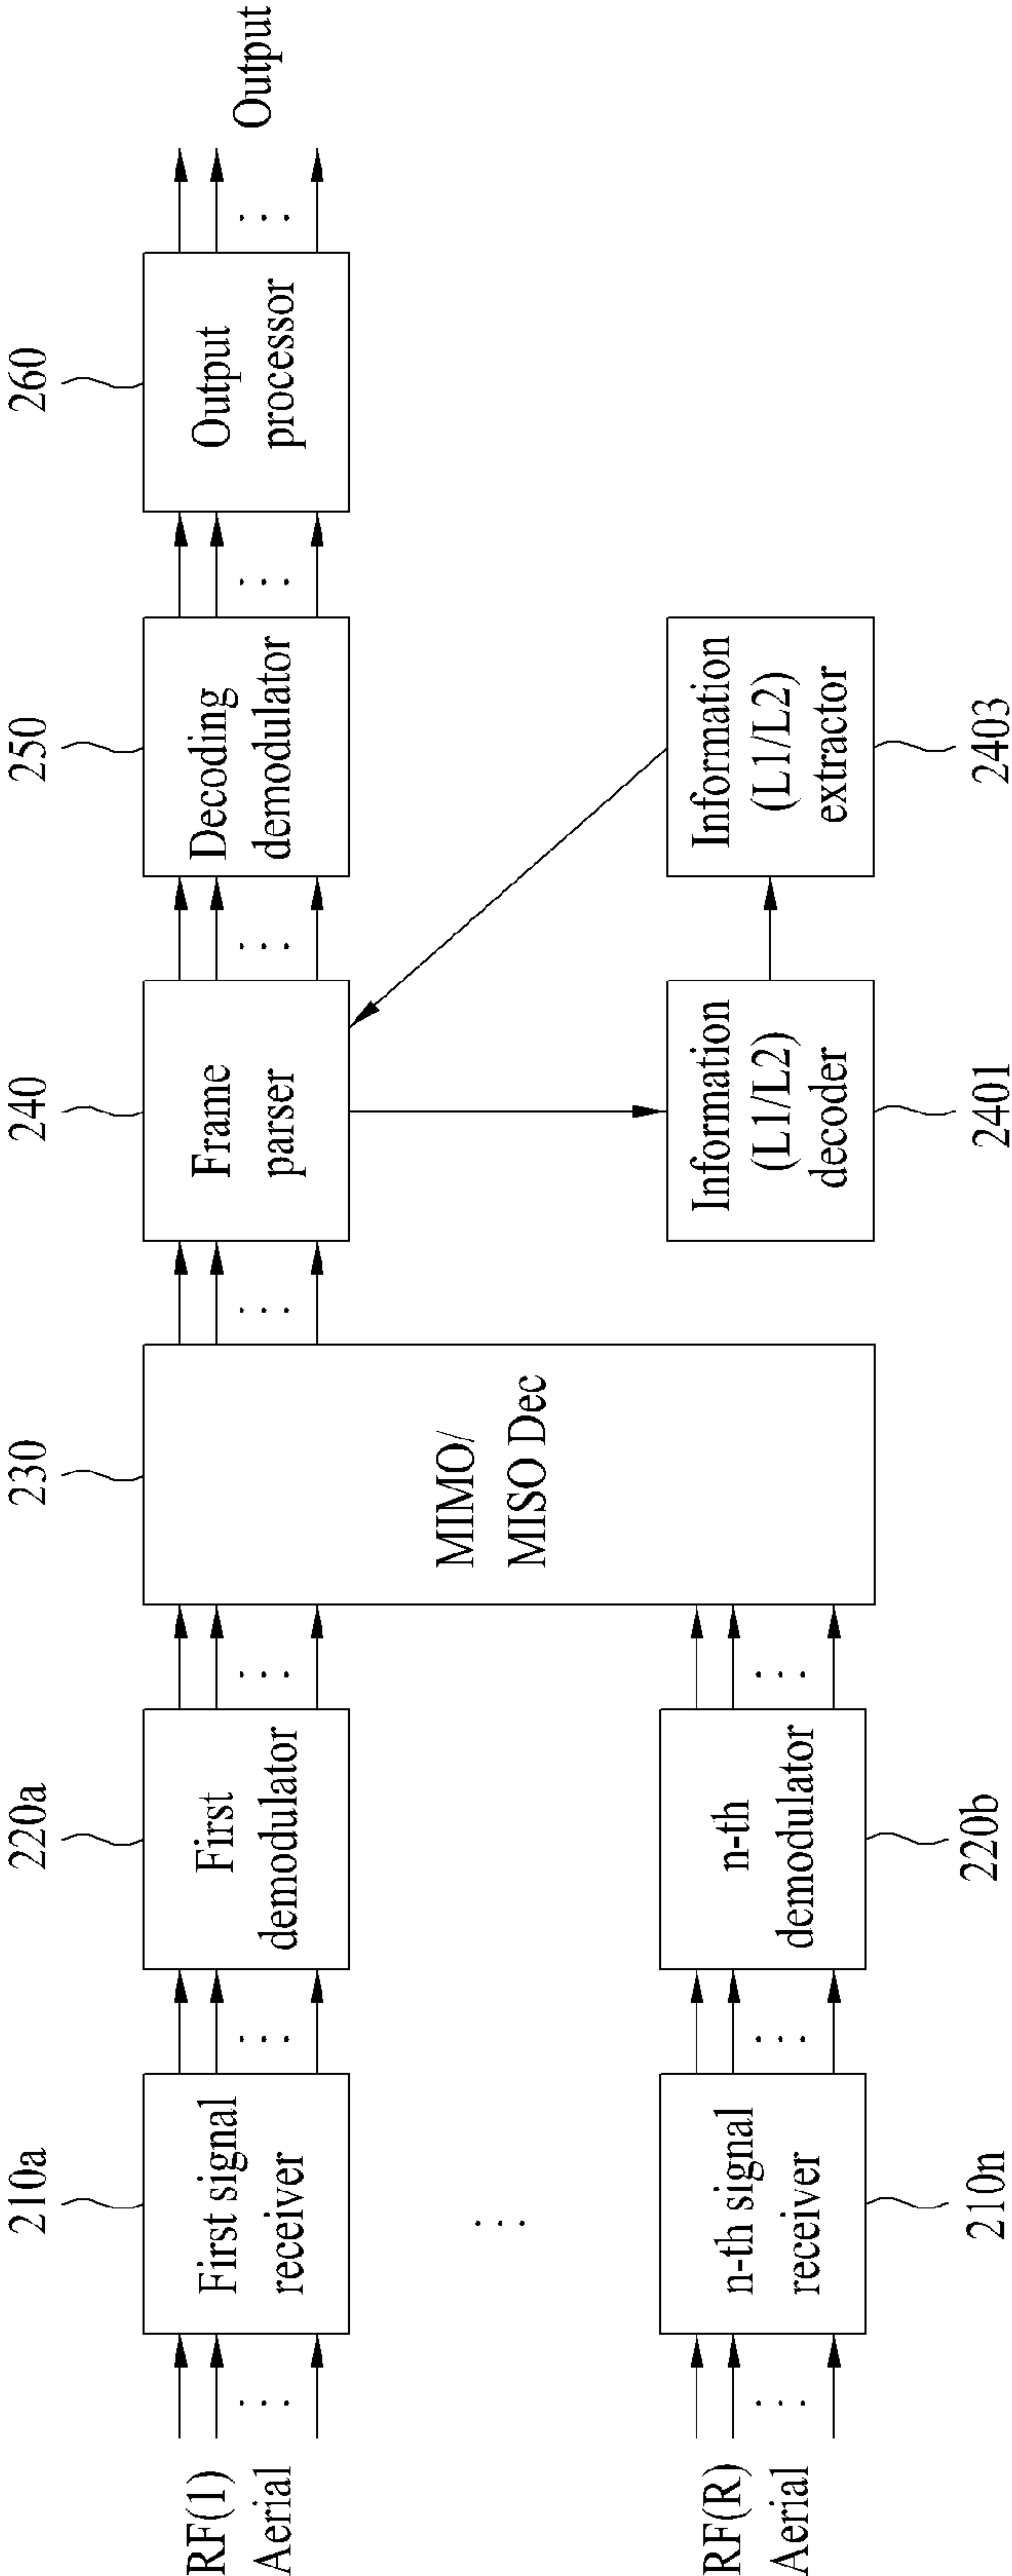 210a
220a
230
240
250
260
RF(1)
Aerial
First signal
receiver
First
demodulator
MIMO/
MISO Dec
Frame
parser
Decoding
demodulator
Output
processor
Output
RF(R)
Aerial
n-th signal
receiver
n-th
demodulator
Information
(L1/L2)
decoder
Information
(L1/L2)
extractor
210n
220b
2401
2403